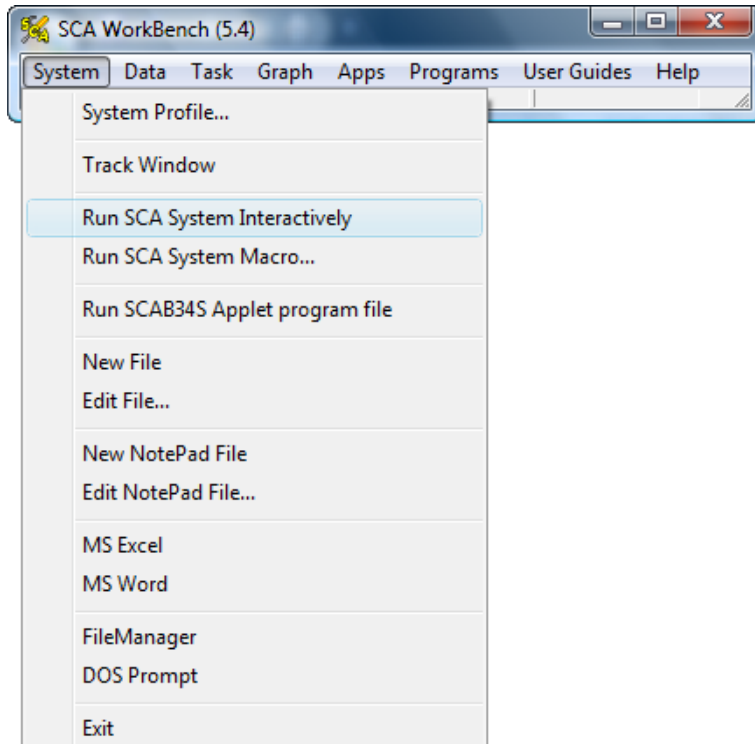 SCA WorkBench (5.4)
System Data Task Graph Apps Programs User Guides Help
System Profile...
Track Window
Run SCA System Interactively
Run SCA System Macro...
Run SCAB34S Applet program file
New File
Edit File...
New NotePad File
Edit NotePad File...
MS Excel
MS Word
FileManager
DOS Prompt
Exit